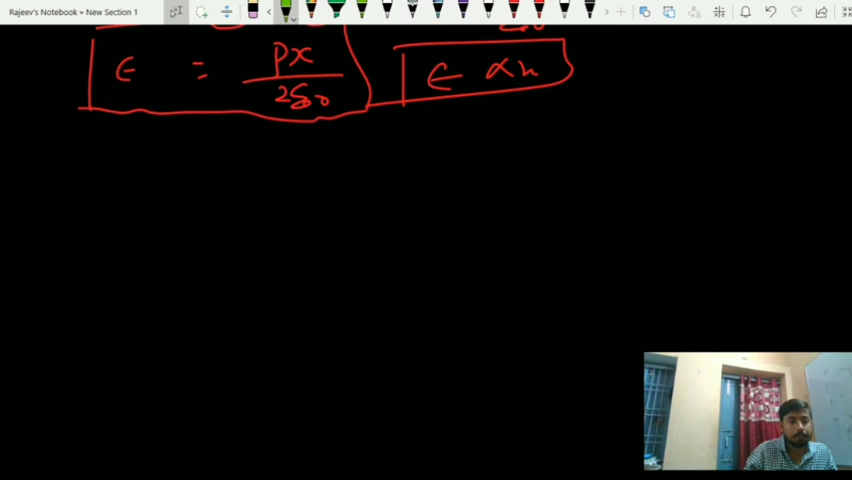 Rajeev's Notebook » New Section 1
E = ρx / 2ε₀
E ∝ x